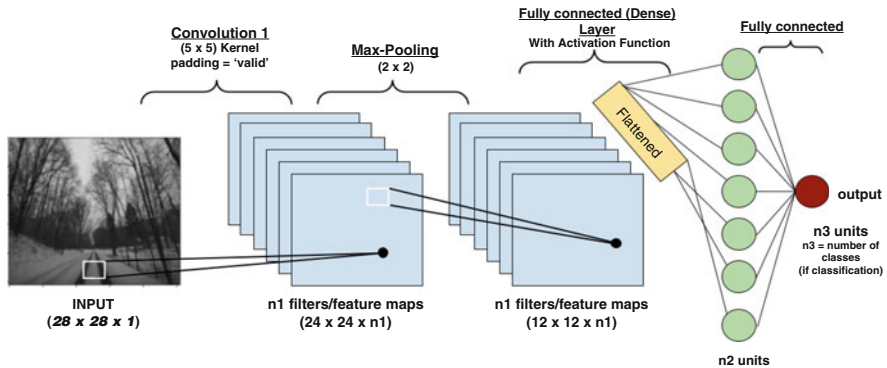 Convolution 1
(5 x 5) Kernel
padding = ‘valid’
Max-Pooling
(2 x 2)
Fully connected (Dense)
Layer
With Activation Function
Fully connected
Flattened
output
n3 units
n3 = number of
classes
(if classification)
INPUT
(28 x 28 x 1)
n1 filters/feature maps
(24 x 24 x n1)
n1 filters/feature maps
(12 x 12 x n1)
n2 units